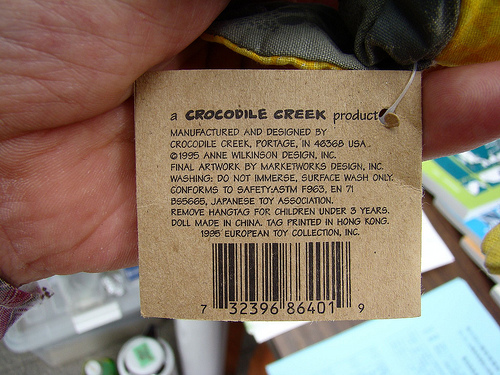 a CROCODILE CREEK product
MANUFACTURED AND DESIGNED BY
CROCODILE CREEK, PORTAGE, IN 46368 USA.
©1995 ANNE WILKINSON DESIGN, INC.
FINAL ARTWORK BY MARKETWORKS DESIGN, INC.
WASHING: DO NOT IMMERSE, SURFACE WASH ONLY.
CONFORMS TO SAFETY:ASTM F963, EN 71
BS5665, JAPANESE TOY ASSOCIATION.
REMOVE HANGTAG FOR CHILDREN UNDER 3 YEARS.
DOLL MADE IN CHINA. TAG PRINTED IN HONG KONG.
1995 EUROPEAN TOY COLLECTION, INC.
7 32396 86401 9